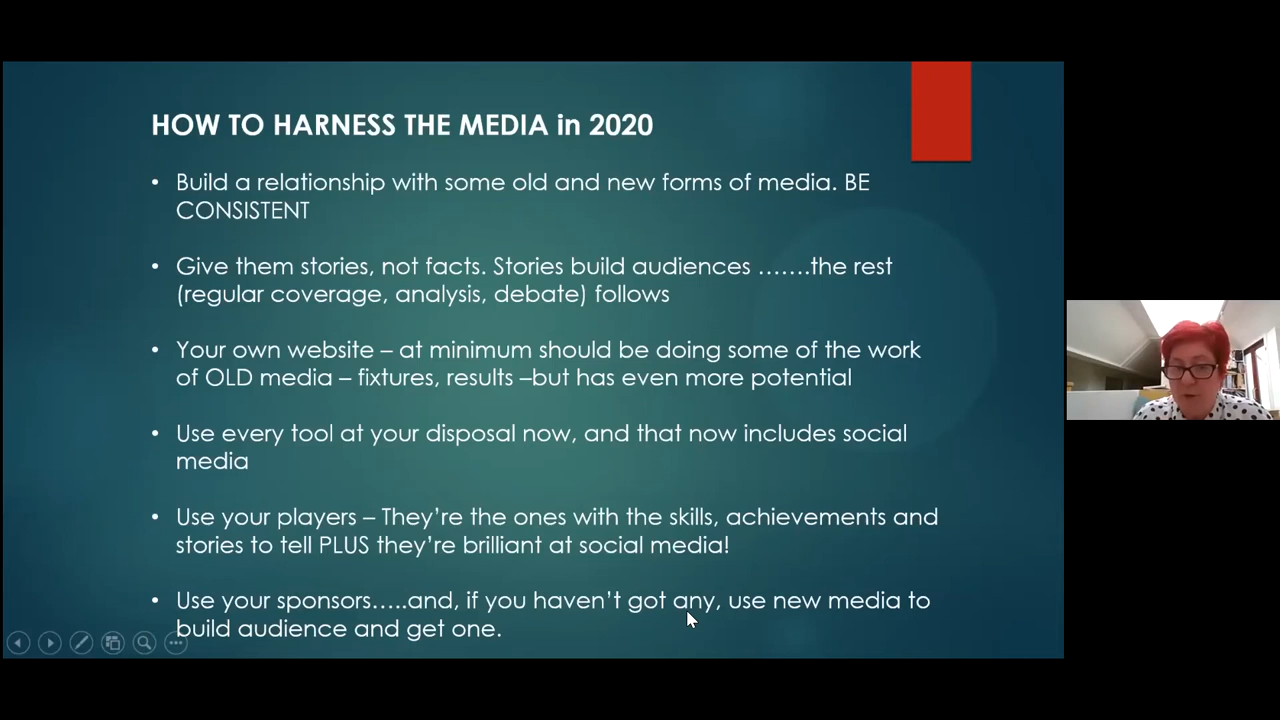 HOW TO HARNESS THE MEDIA in 2020
• Build a relationship with some old and new forms of media. BE
CONSISTENT
• Give them stories, not facts. Stories build audiences …….the rest
(regular coverage, analysis, debate) follows
• Your own website – at minimum should be doing some of the work
of OLD media – fixtures, results –but has even more potential
• Use every tool at your disposal now, and that now includes social
media
• Use your players – They’re the ones with the skills, achievements and
stories to tell PLUS they’re brilliant at social media!
• Use your sponsors…..and, if you haven’t got any, use new media to
build audience and get one.